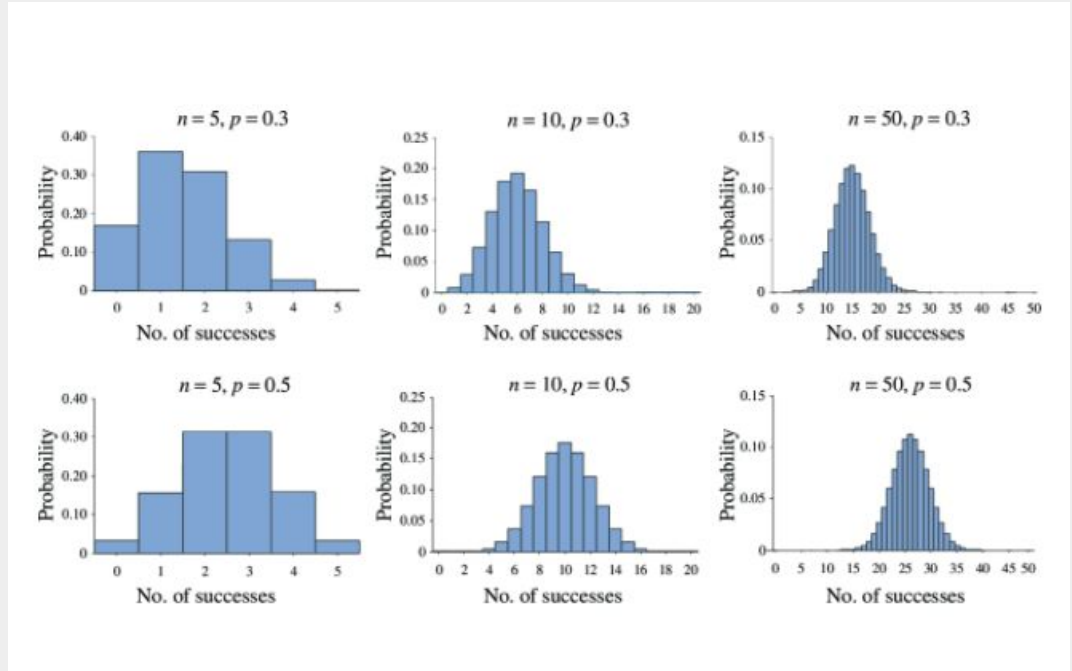 n = 5, p = 0.3
0.40
0.30
0.20
0.10
0
Probability
0 1 2 3 4 5
No. of successes
n = 10, p = 0.3
0.25
0.20
0.15
0.10
0.05
0
Probability
0 2 4 6 8 10 12 14 16 18 20
No. of successes
n = 50, p = 0.3
0.15
0.10
0.05
0
Probability
0 5 10 15 20 25 30 35 40 45 50
No. of successes
n = 5, p = 0.5
0.40
0.30
0.20
0.10
0
Probability
0 1 2 3 4 5
No. of successes
n = 10, p = 0.5
0.25
0.20
0.15
0.10
0.05
0
Probability
0 2 4 6 8 10 12 14 16 18 20
No. of successes
n = 50, p = 0.5
0.15
0.10
0.05
0
Probability
0 5 10 15 20 25 30 35 40 45 50
No. of successes